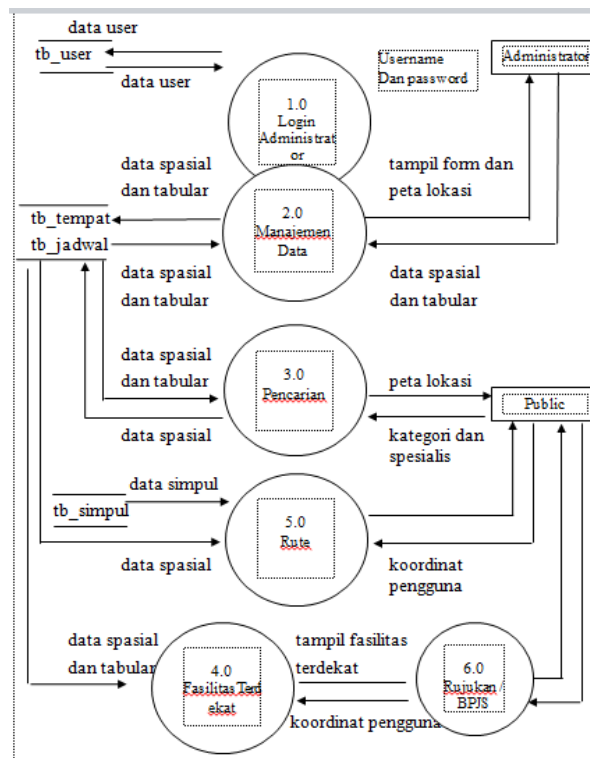 data user
tb_user
data user
Username
Dan password
Administrator
1.0
Login
Administrat
or
data spasial
dan tabular
tampil form dan
peta lokasi
tb_tempat
tb_jadwal
2.0
Manajemen
Data
data spasial
dan tabular
data spasial
dan tabular
data spasial
dan tabular
3.0
Pencarian
peta lokasi
Public
data spasial
kategori dan
spesialis
data simpul
tb_simpul
5.0
Rute
data spasial
koordinat
pengguna
data spasial
dan tabular
4.0
Fasilitas Terd
ekat
tampil fasilitas
terdekat
6.0
Rujukan /
BPJS
koordinat pengguna